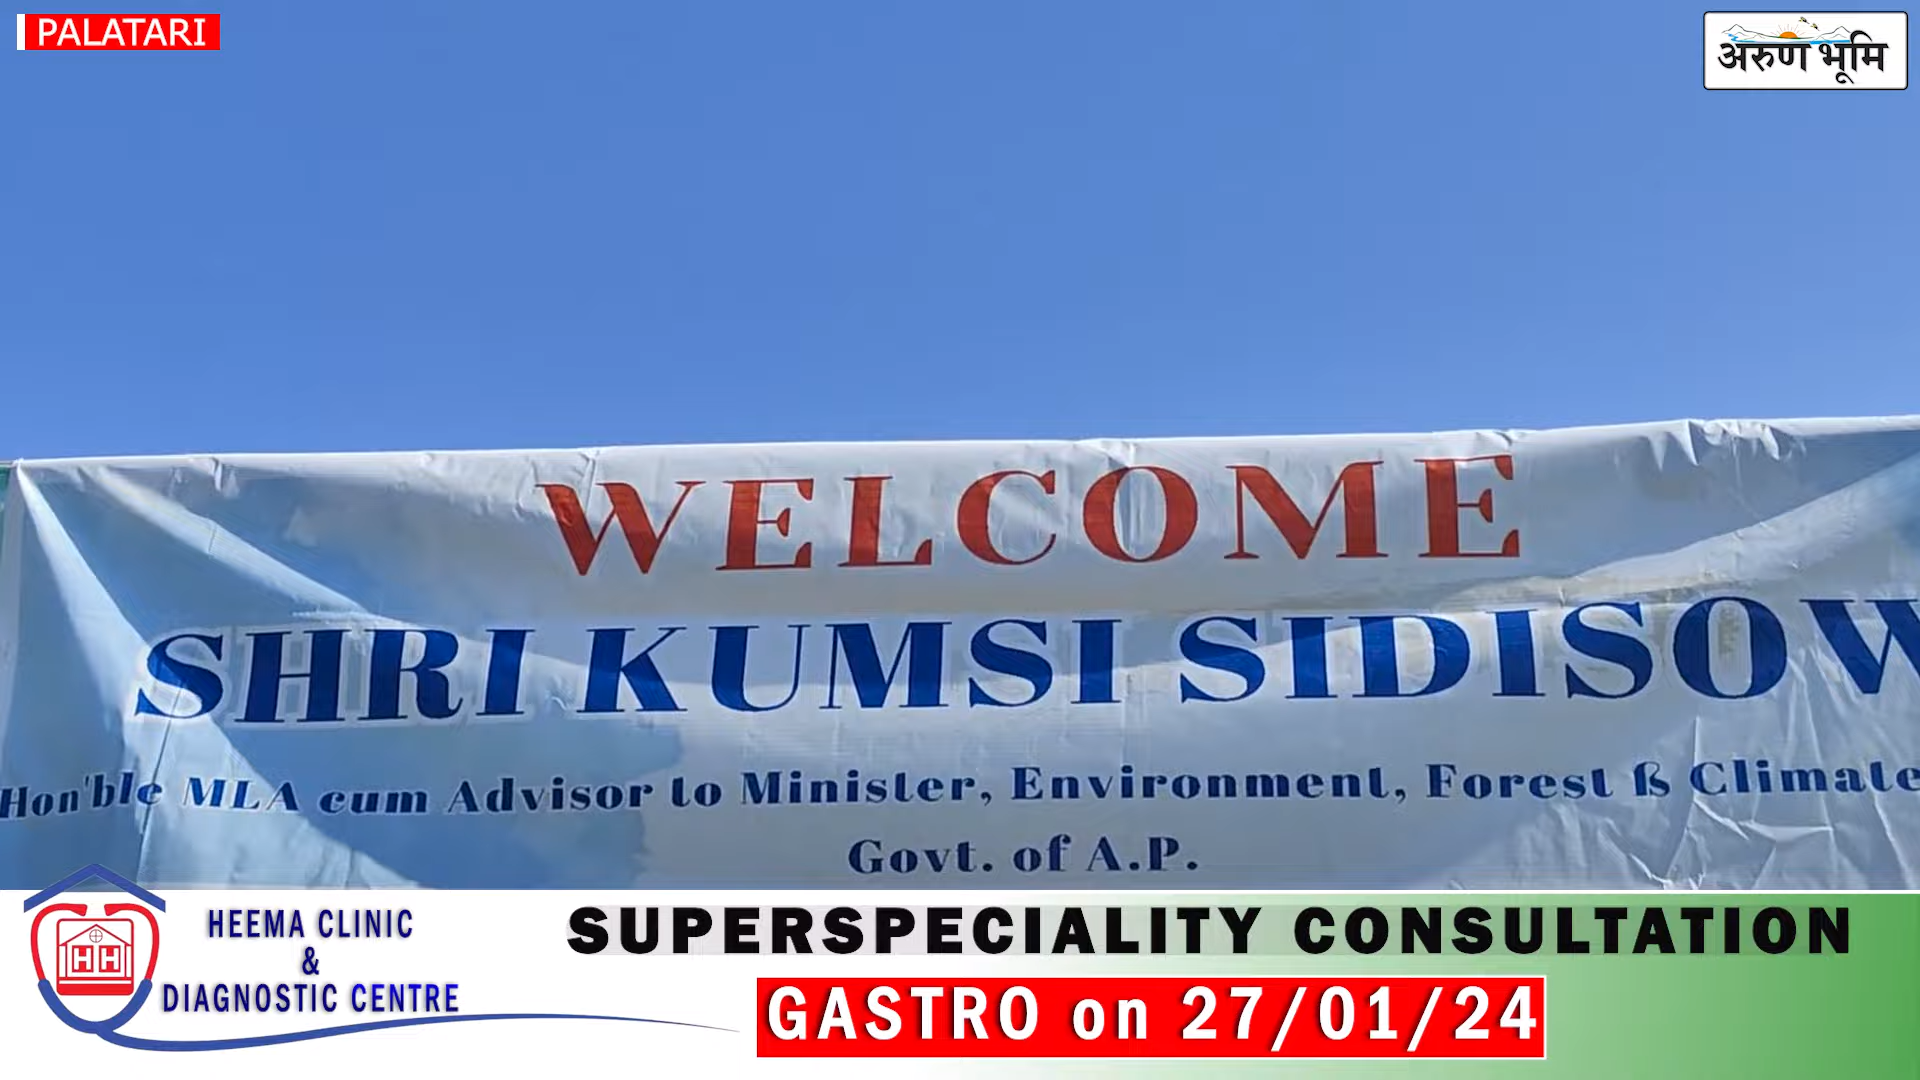 PALATARI
अरुण भूमि
WELCOME
SHRI KUMSI SIDISOW
Hon'ble MLA cum Advisor to Minister, Environment, Forest & Climate
Govt. of A.P.
HEEMA CLINIC
&
DIAGNOSTIC CENTRE
HH
SUPERSPECIALITY CONSULTATION
GASTRO on 27/01/24